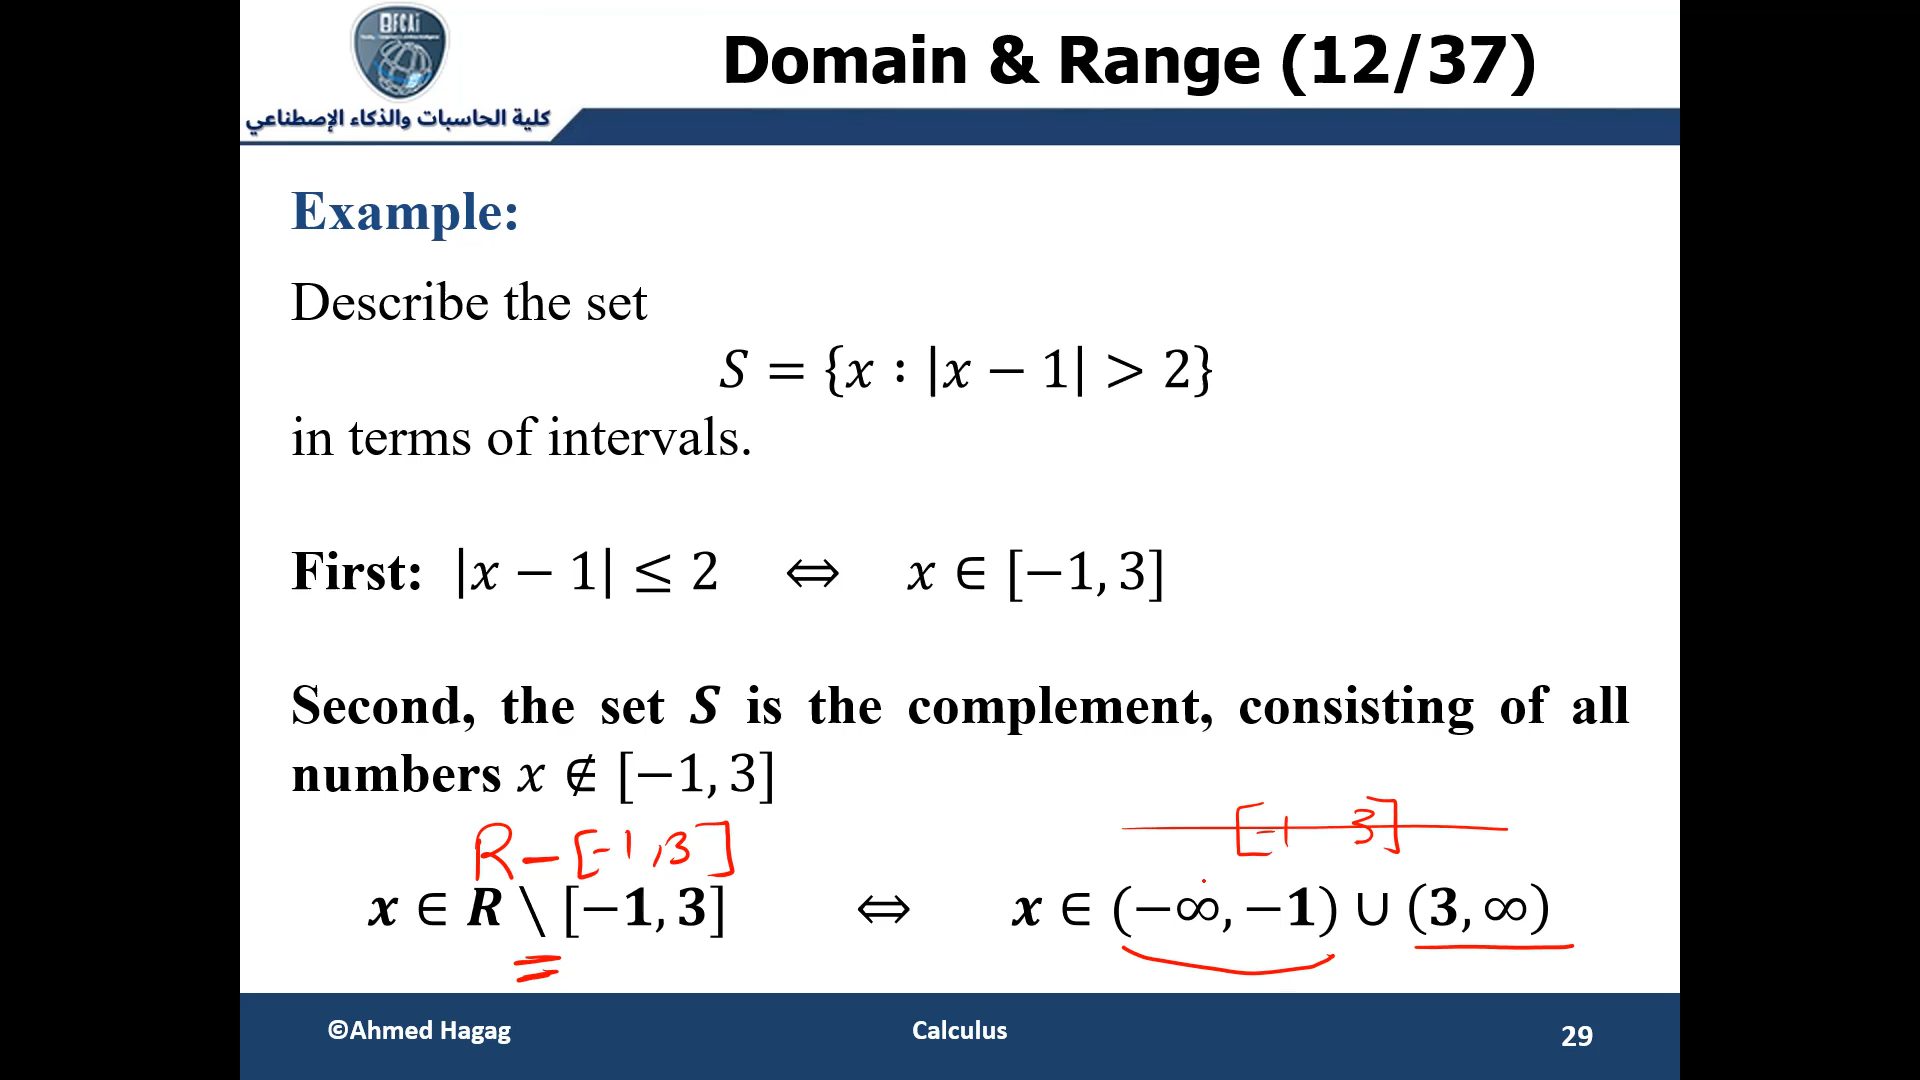 BFCAi
Domain & Range (12/37)
كلية الحاسبات والذكاء الإصطناعي
Example:
Describe the set
S = {x : |x − 1| > 2}
in terms of intervals.
First: |x − 1| ≤ 2 ⇔ x ∈ [−1, 3]
Second, the set S is the complement, consisting of all
numbers x ∉ [−1, 3]
R − [−1, 3]
[−1 3]
x ∈ R \ [−1, 3] ⇔ x ∈ (−∞, −1) ∪ (3, ∞)
©Ahmed Hagag
Calculus
29